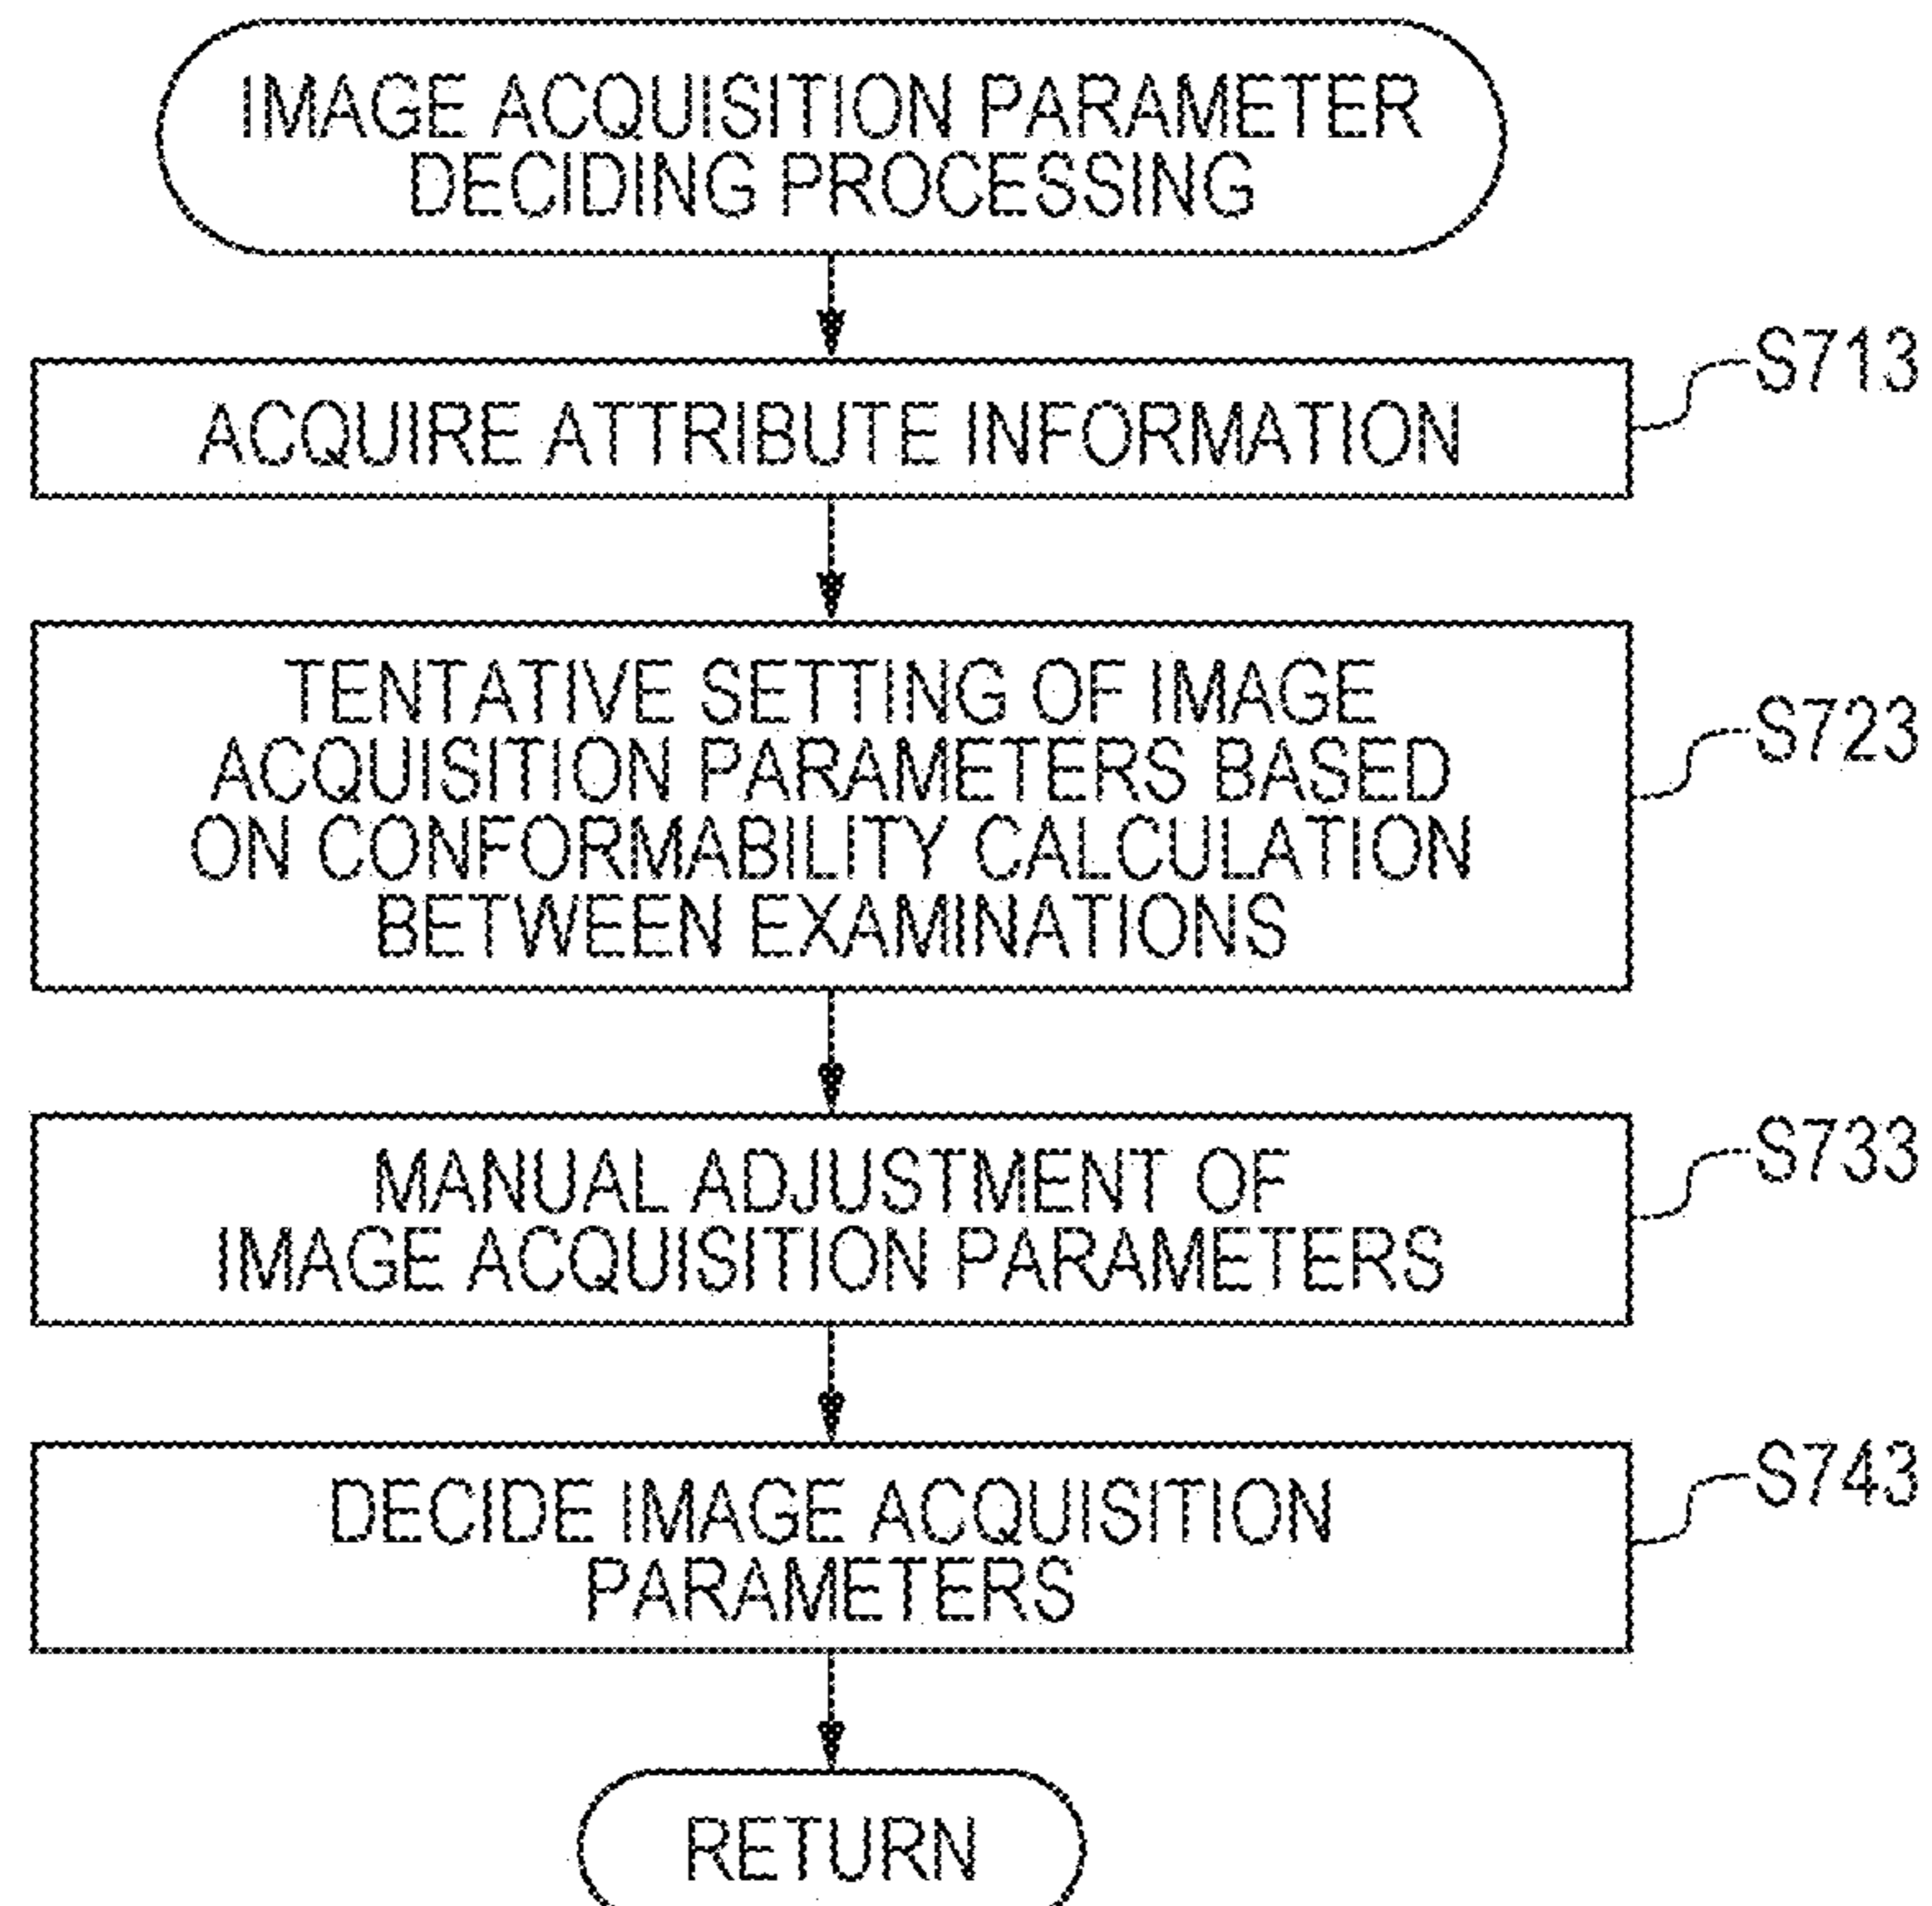 IMAGE ACQUISITION PARAMETER
DECIDING PROCESSING
S713
ACQUIRE ATTRIBUTE INFORMATION
TENTATIVE SETTING OF IMAGE
S723
ACQUISITION PARAMETERS BASED
ON CONFORMABILITY CALCULATION
BETWEEN EXAMINATIONS
S733
MANUAL ADJUSTMENT OF
IMAGE ACQUISITION PARAMETERS
S743
DECIDE IMAGE ACQUISITION
PARAMETERS
RETURN